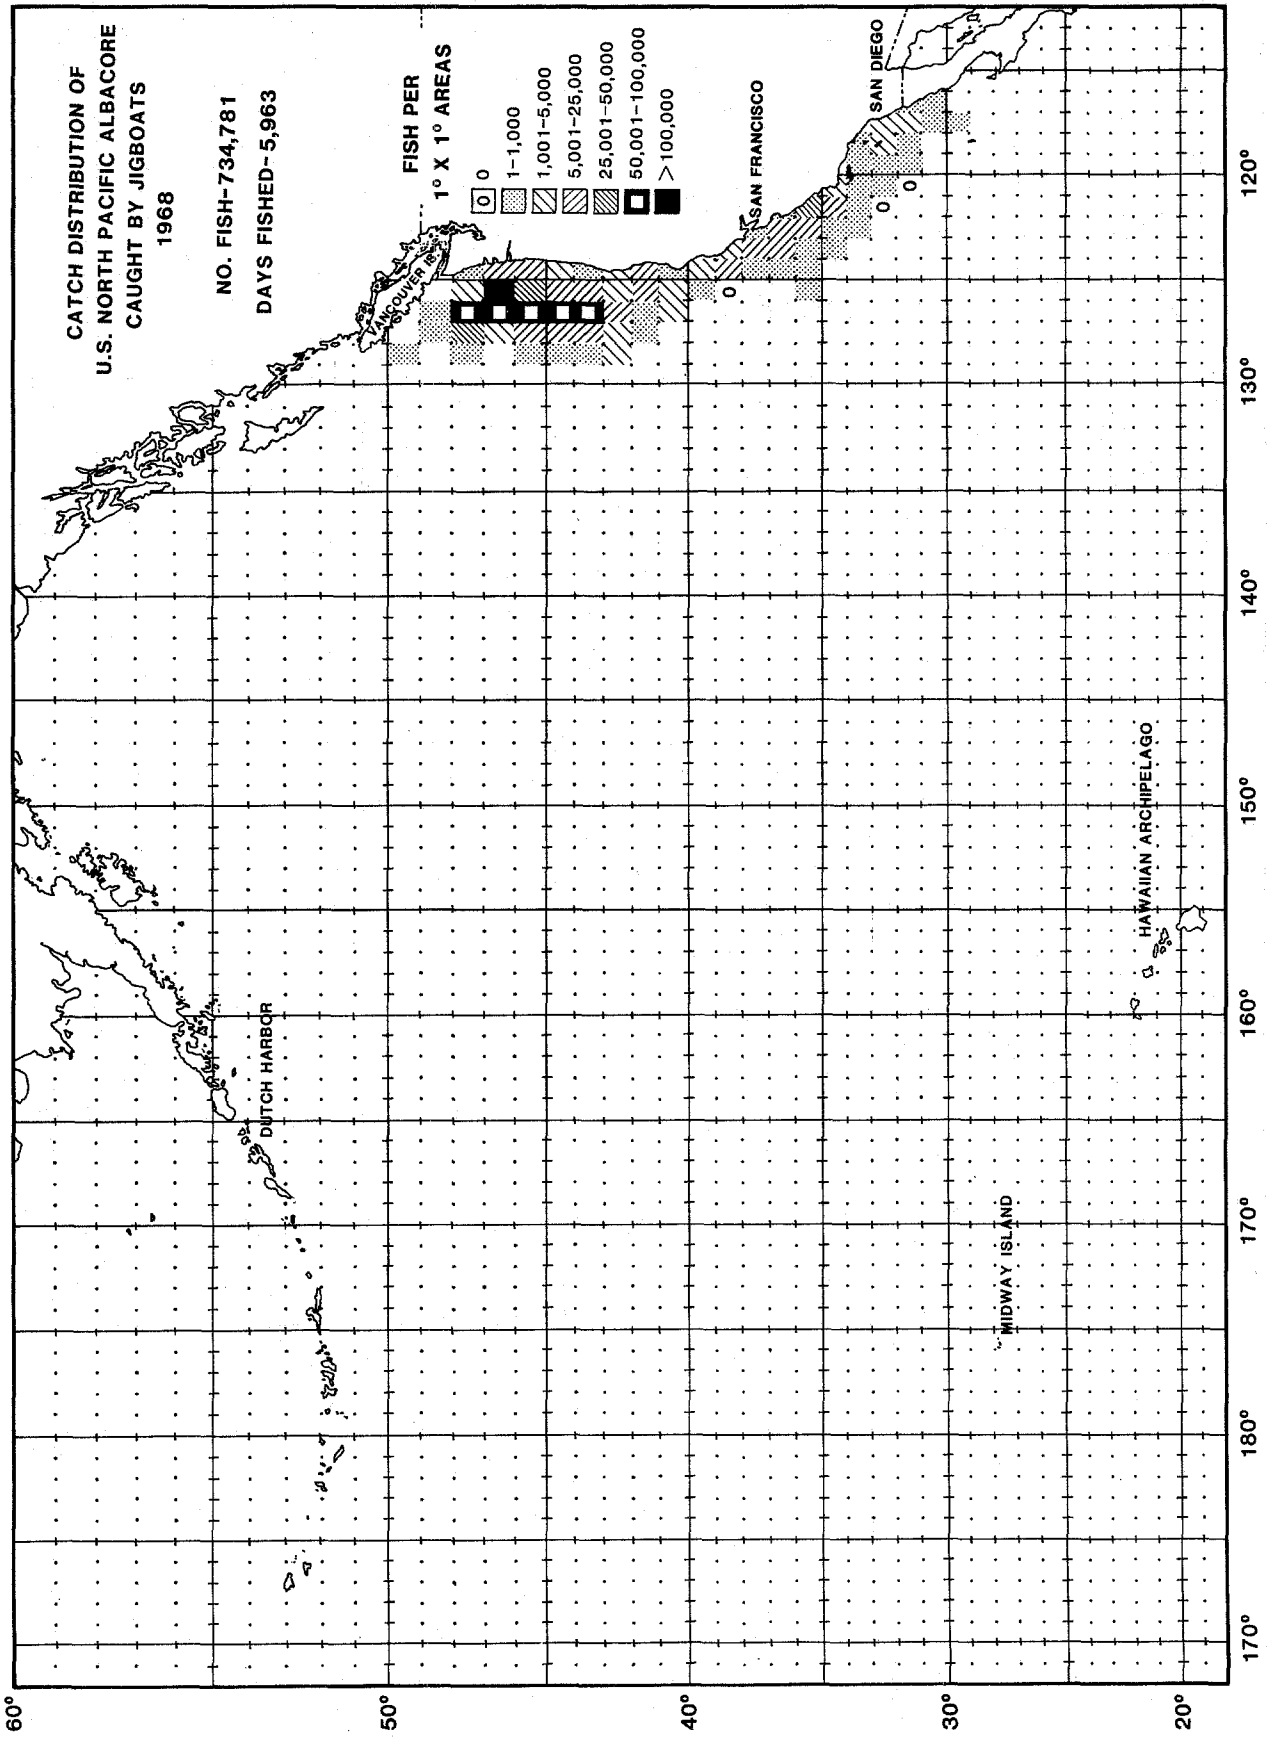 CATCH DISTRIBUTION OF
U.S. NORTH PACIFIC ALBACORE
CAUGHT BY JIGBOATS
1968
NO. FISH-734,781
DAYS FISHED-5,963
FISH PER
1° X 1° AREAS
0 0
1-1,000
1,001-5,000
5,001-25,000
25,001-50,000
50,001-100,000
>100,000
VANCOUVER IS
SAN FRANCISCO
SAN DIEGO
0
0
0
DUTCH HARBOR
MIDWAY ISLAND
HAWAIIAN ARCHIPELAGO
60°
50°
40°
30°
20°
170°
180°
170°
160°
150°
140°
130°
120°